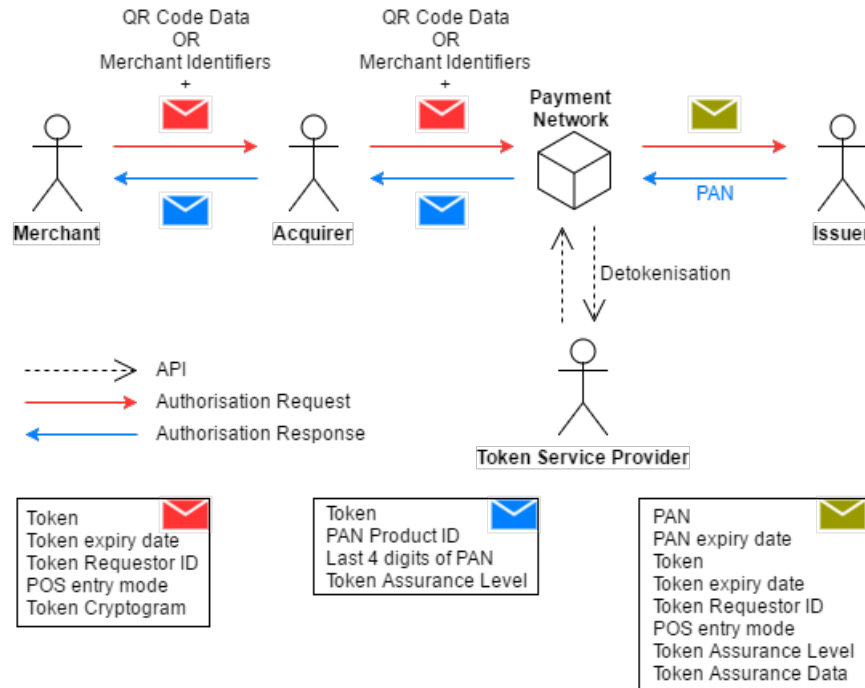 QR Code Data
OR
Merchant Identifiers
+
QR Code Data
OR
Merchant Identifiers
+
Payment
Network
PAN
Merchant
Acquirer
Issuer
Detokenisation
API
Authorisation Request
Authorisation Response
Token Service Provider
Token
Token expiry date
Token Requestor ID
POS entry mode
Token Cryptogram
Token
PAN Product ID
Last 4 digits of PAN
Token Assurance Level
PAN
PAN expiry date
Token
Token expiry date
Token Requestor ID
POS entry mode
Token Assurance Level
Token Assurance Data